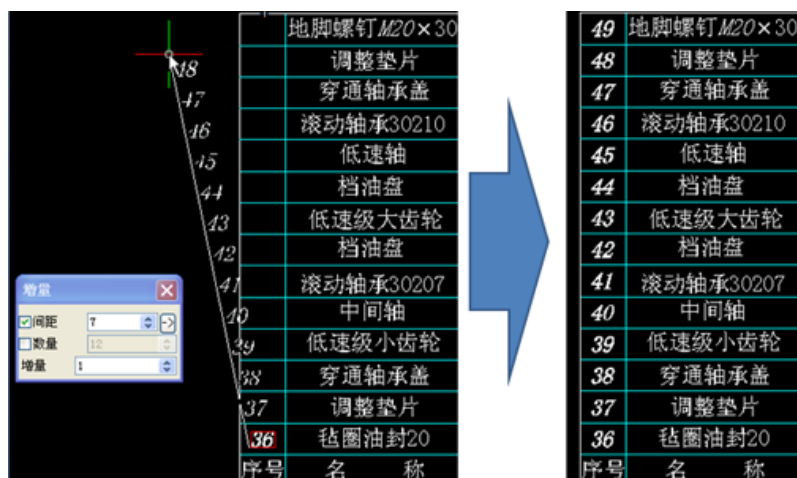 地脚螺钉M20×30
48 调整垫片
47 穿通轴承盖
46 滚动轴承30210
45 低速轴
44 档油盘
43 低速级大齿轮
42 档油盘
41 滚动轴承30207
40 中间轴
39 低速级小齿轮
38 穿通轴承盖
37 调整垫片
36 毡圈油封20
序号 名 称
增量
间距 7 ->
数量 12
增量 1
49 地脚螺钉M20×30
48 调整垫片
47 穿通轴承盖
46 滚动轴承30210
45 低速轴
44 档油盘
43 低速级大齿轮
42 档油盘
41 滚动轴承30207
40 中间轴
39 低速级小齿轮
38 穿通轴承盖
37 调整垫片
36 毡圈油封20
序号 名 称